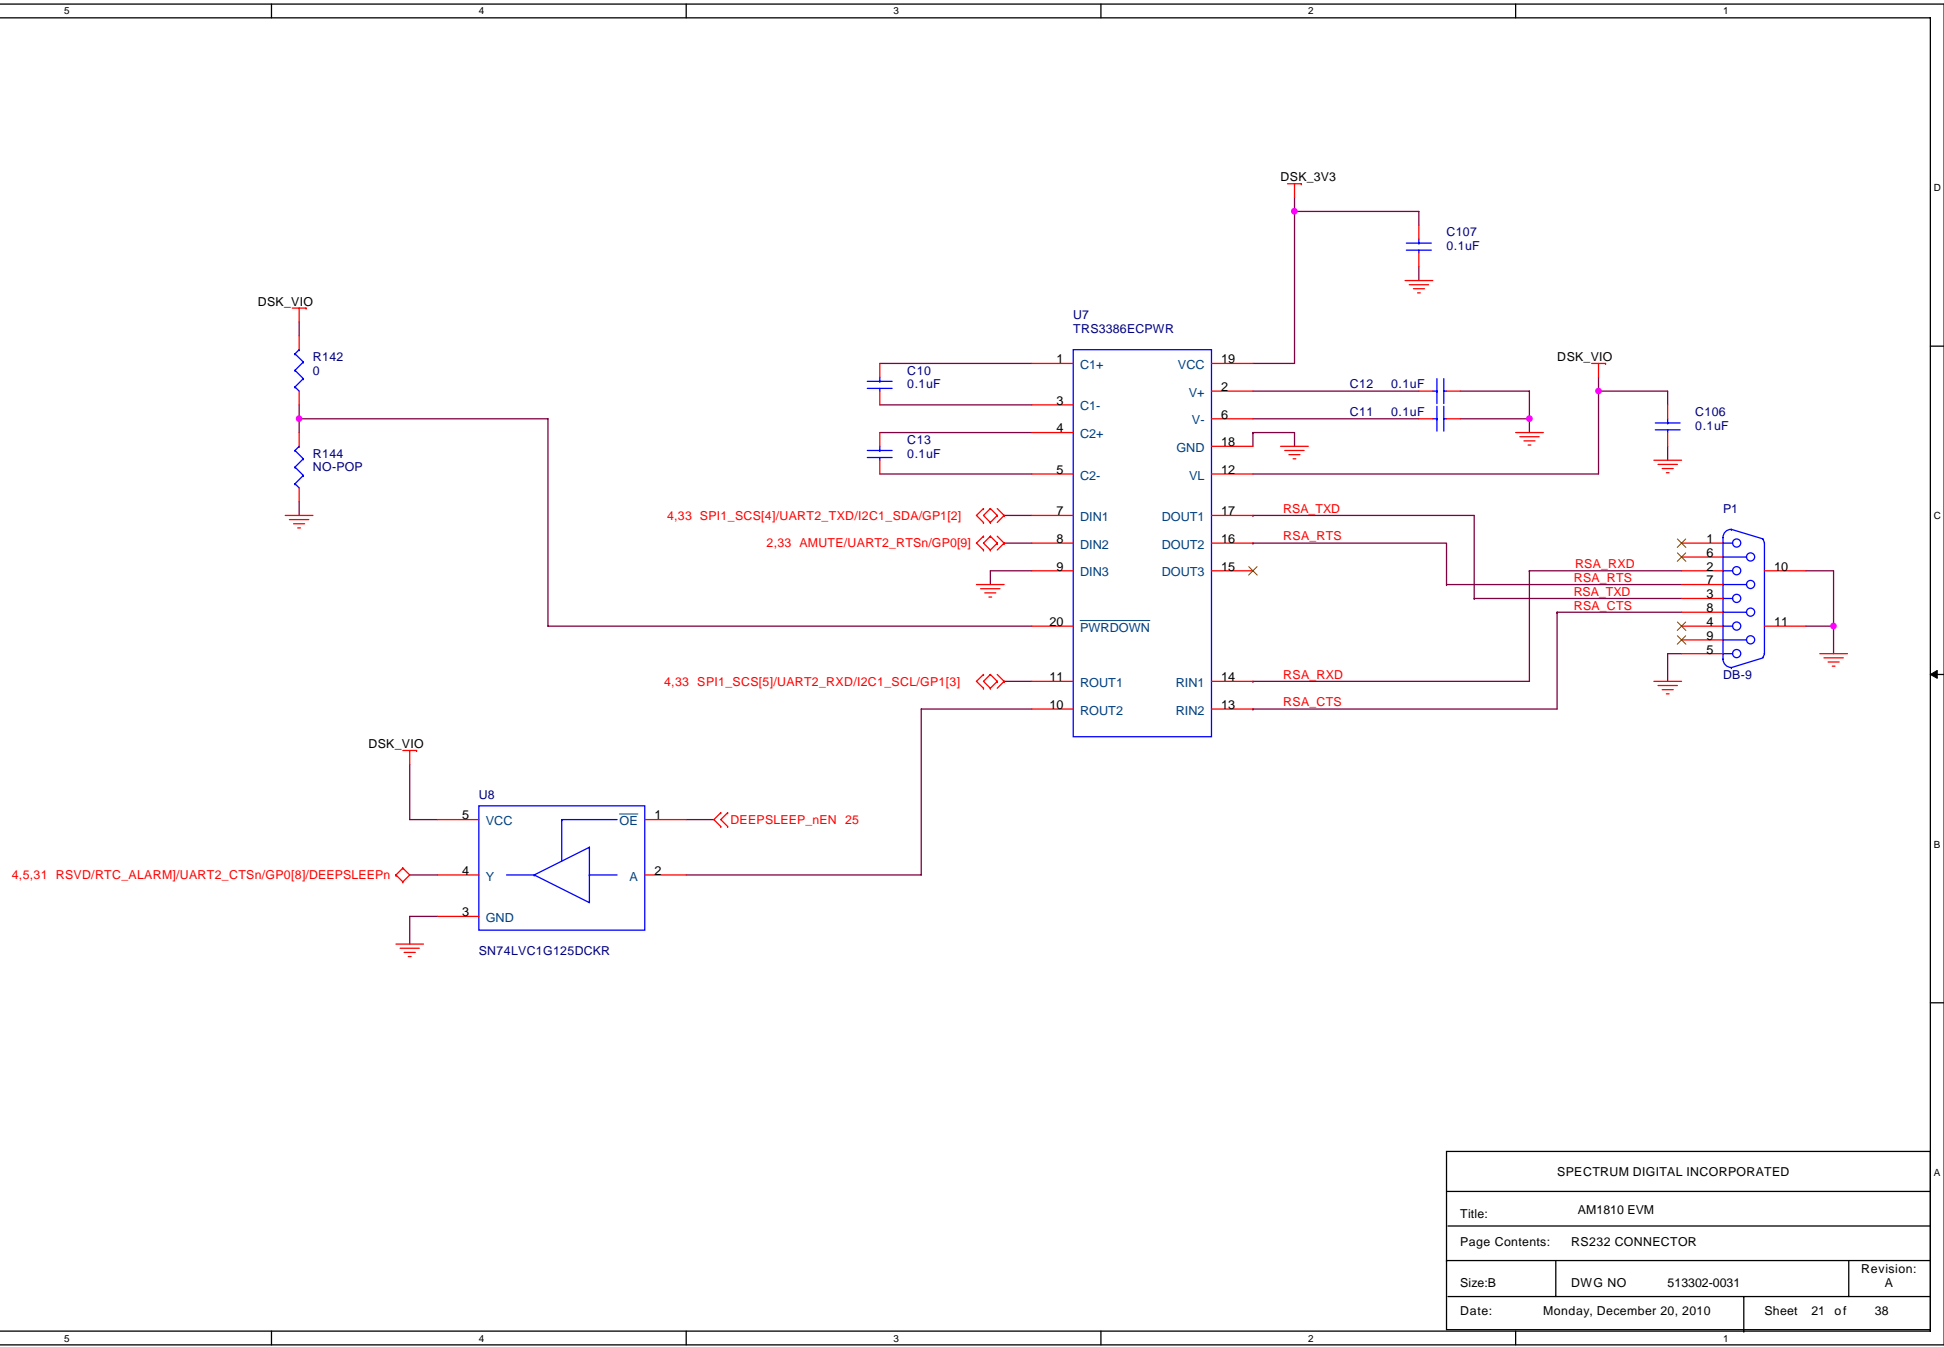 5 4 3 2 1
D
DSK_3V3
C107
0.1uF
DSK_VIO
R142
0
R144
NO-POP
U7
TRS3386ECPWR
1 C1+ VCC 19
C10
0.1uF
3 C1- V+ 2
C12 0.1uF
4 C2+ V- 6
C11 0.1uF
C13
0.1uF
GND 18
5 C2- VL 12
DSK_VIO
C106
0.1uF
4,33 SPI1_SCS[4]/UART2_TXD/I2C1_SDA/GP1[2] 7 DIN1 DOUT1 17 RSA_TXD
2,33 AMUTE/UART2_RTSn/GP0[9] 8 DIN2 DOUT2 16 RSA_RTS
9 DIN3 DOUT3 15
20 PWRDOWN
4,33 SPI1_SCS[5]/UART2_RXD/I2C1_SCL/GP1[3] 11 ROUT1 RIN1 14 RSA_RXD
10 ROUT2 RIN2 13 RSA_CTS
C
P1
1
6
RSA_RXD 2 10
RSA_RTS 7
RSA_TXD 3
RSA_CTS 8
4 11
9
5
DB-9
DSK_VIO
U8
5 VCC OE 1 DEEPSLEEP_nEN 25
4,5,31 RSVD/RTC_ALARM]/UART2_CTSn/GP0[8]/DEEPSLEEPn 4 Y A 2
3 GND
SN74LVC1G125DCKR
B
A
SPECTRUM DIGITAL INCORPORATED
Title: AM1810 EVM
Page Contents: RS232 CONNECTOR
Size:B DWG NO 513302-0031 Revision:
A
Date: Monday, December 20, 2010 Sheet 21 of 38
5 4 3 2 1